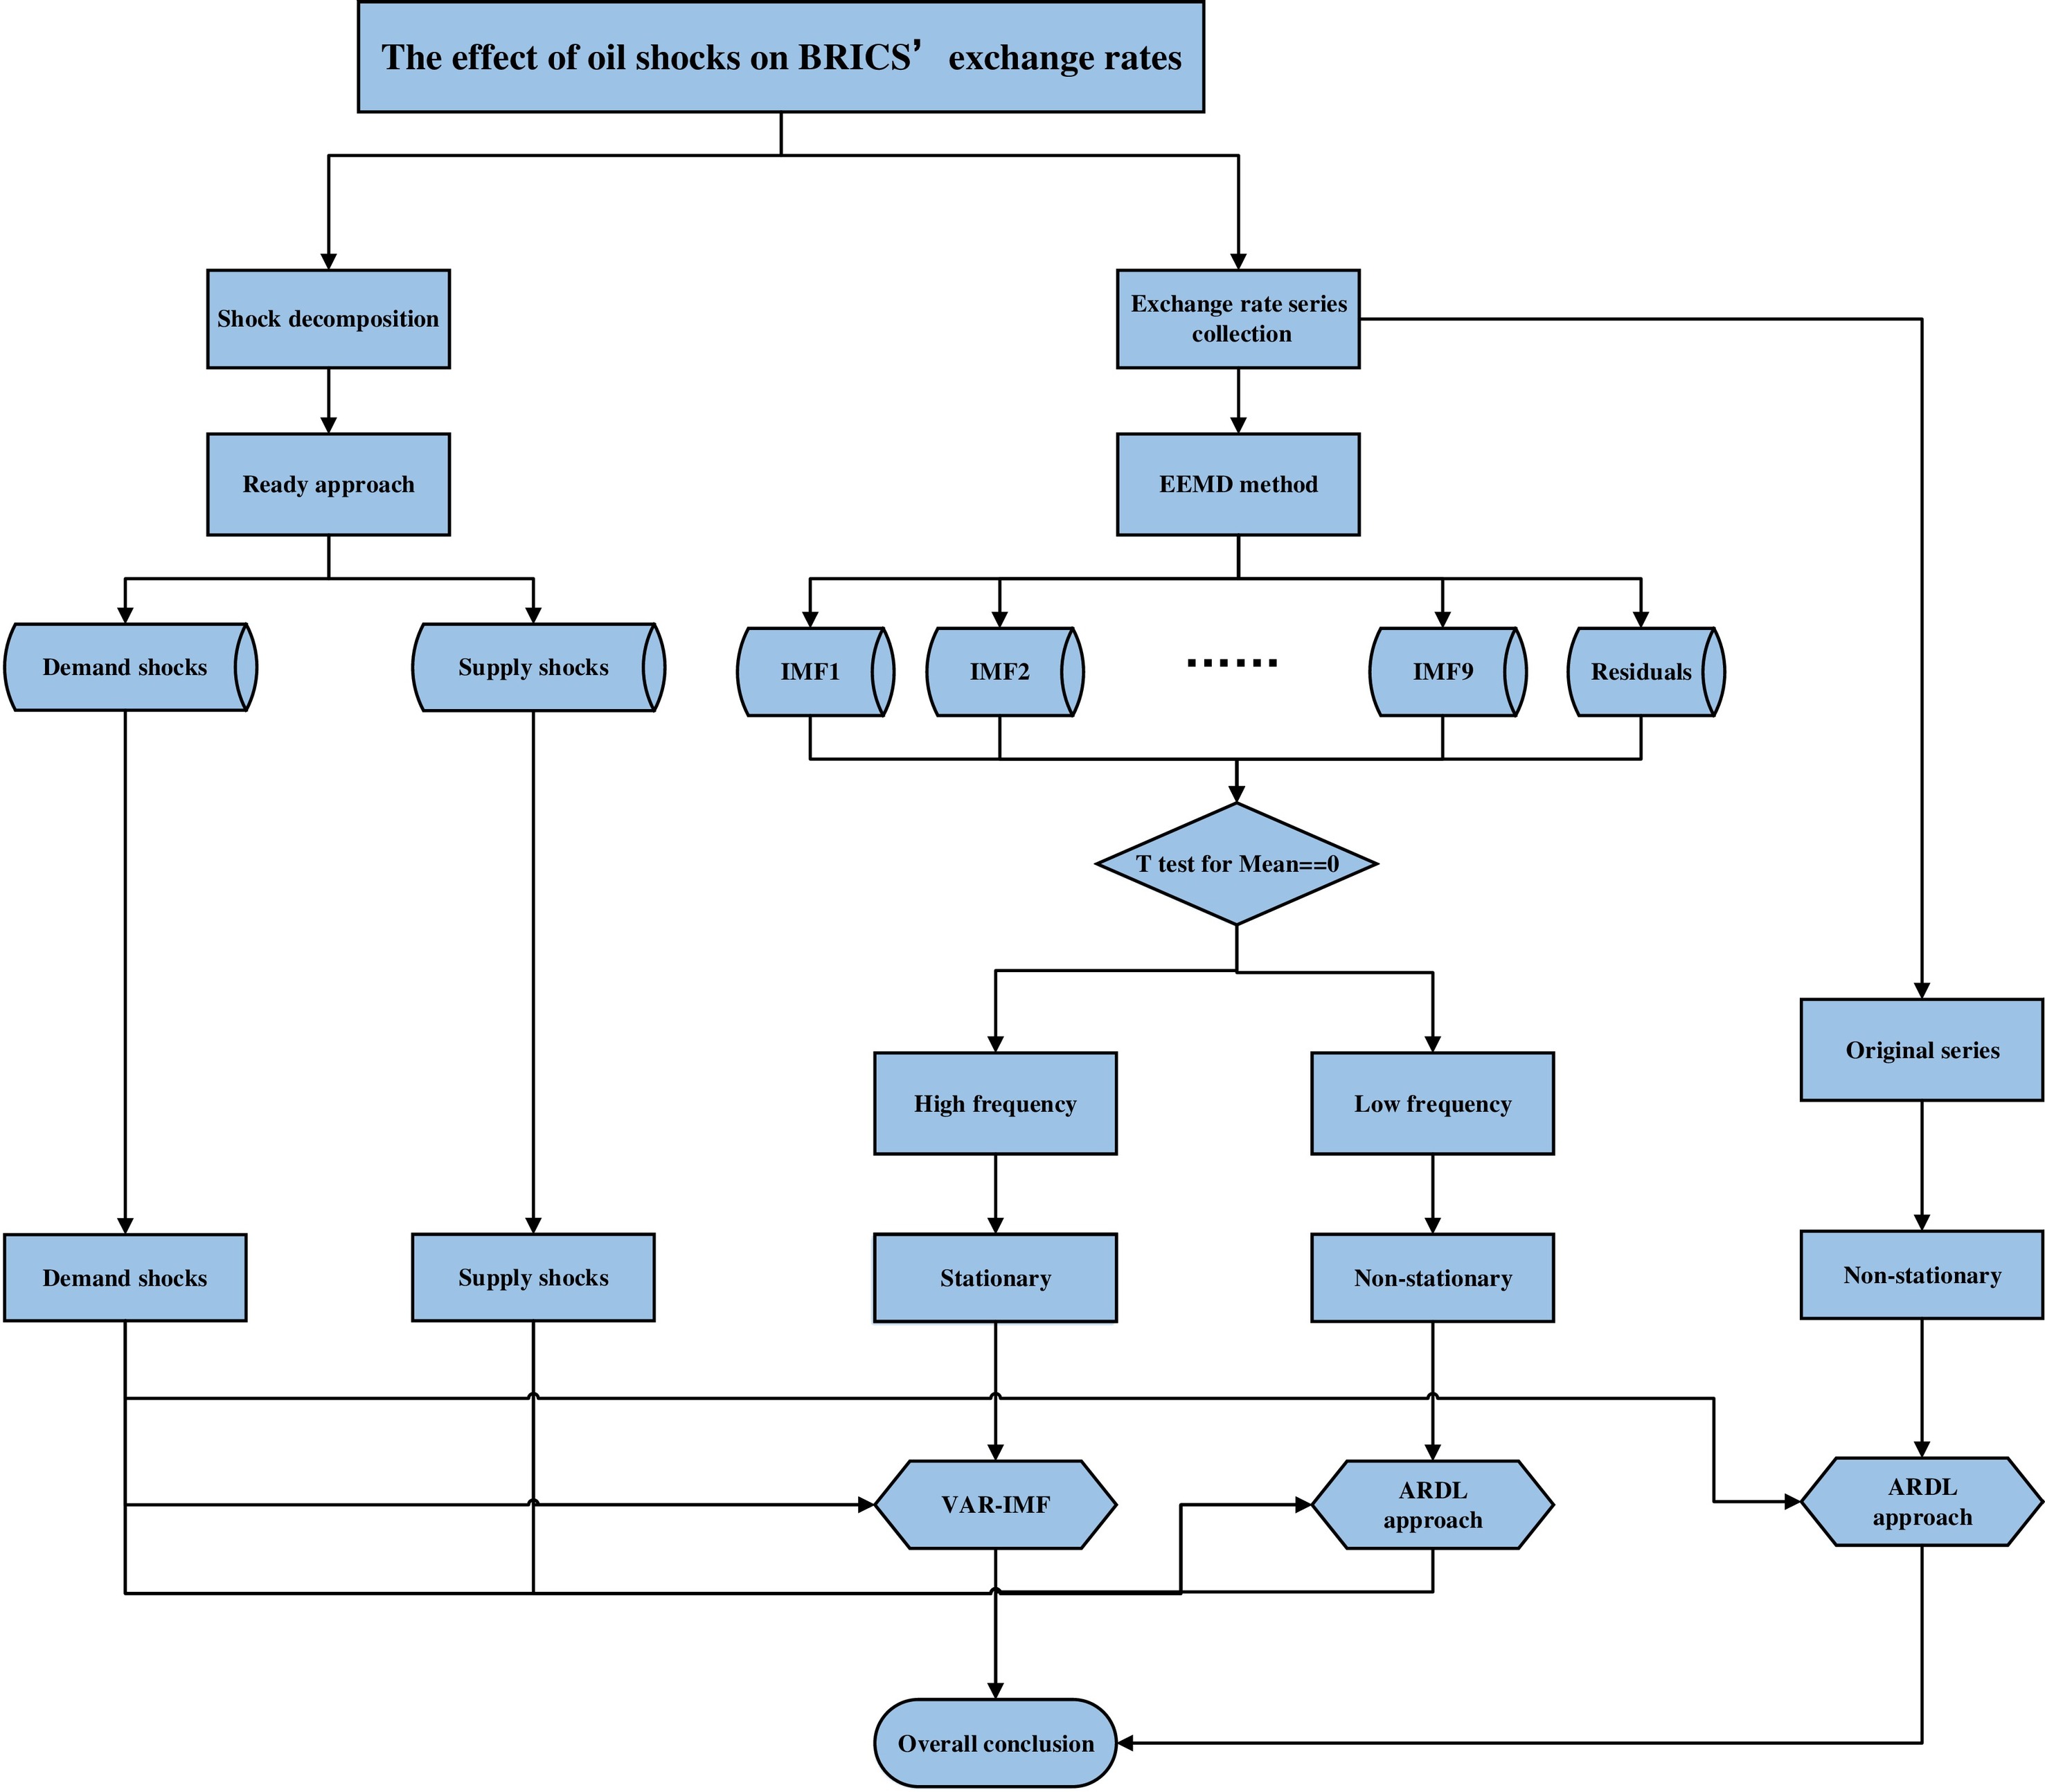 The effect of oil shocks on BRICS’ exchange rates
Shock decomposition
Exchange rate series
collection
Ready approach
EEMD method
Demand shocks
Supply shocks
IMF1
IMF2
......
IMF9
Residuals
T test for Mean==0
Original series
High frequency
Low frequency
Demand shocks
Supply shocks
Stationary
Non-stationary
Non-stationary
VAR-IMF
ARDL
approach
ARDL
approach
Overall conclusion